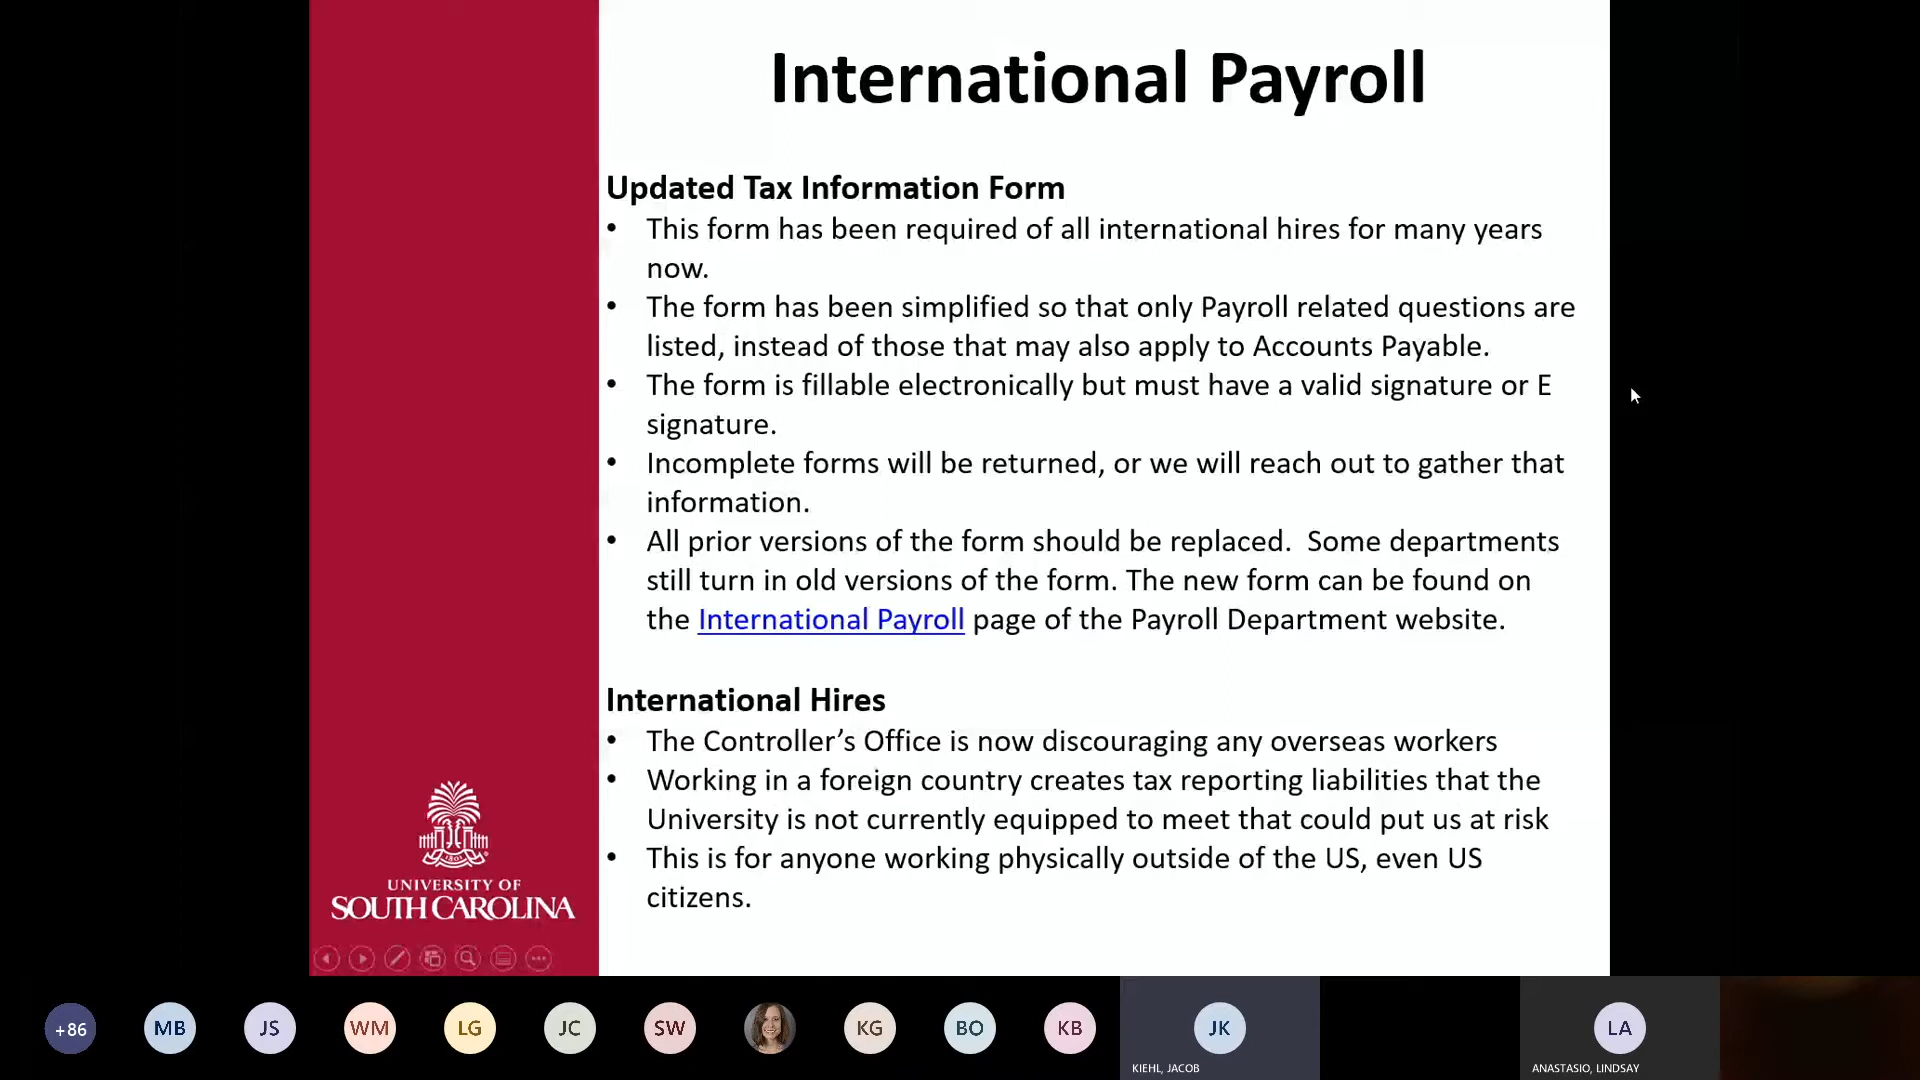 International Payroll
Updated Tax Information Form
• This form has been required of all international hires for many years
now.
• The form has been simplified so that only Payroll related questions are
listed, instead of those that may also apply to Accounts Payable.
• The form is fillable electronically but must have a valid signature or E
signature.
• Incomplete forms will be returned, or we will reach out to gather that
information.
• All prior versions of the form should be replaced.  Some departments
still turn in old versions of the form. The new form can be found on
the International Payroll page of the Payroll Department website.
International Hires
• The Controller’s Office is now discouraging any overseas workers
• Working in a foreign country creates tax reporting liabilities that the
University is not currently equipped to meet that could put us at risk
• This is for anyone working physically outside of the US, even US
citizens.
1801
UNIVERSITY OF
SOUTH CAROLINA
+86 MB JS WM LG JC SW KG BO KB JK LA
KIEHL, JACOB ANASTASIO, LINDSAY